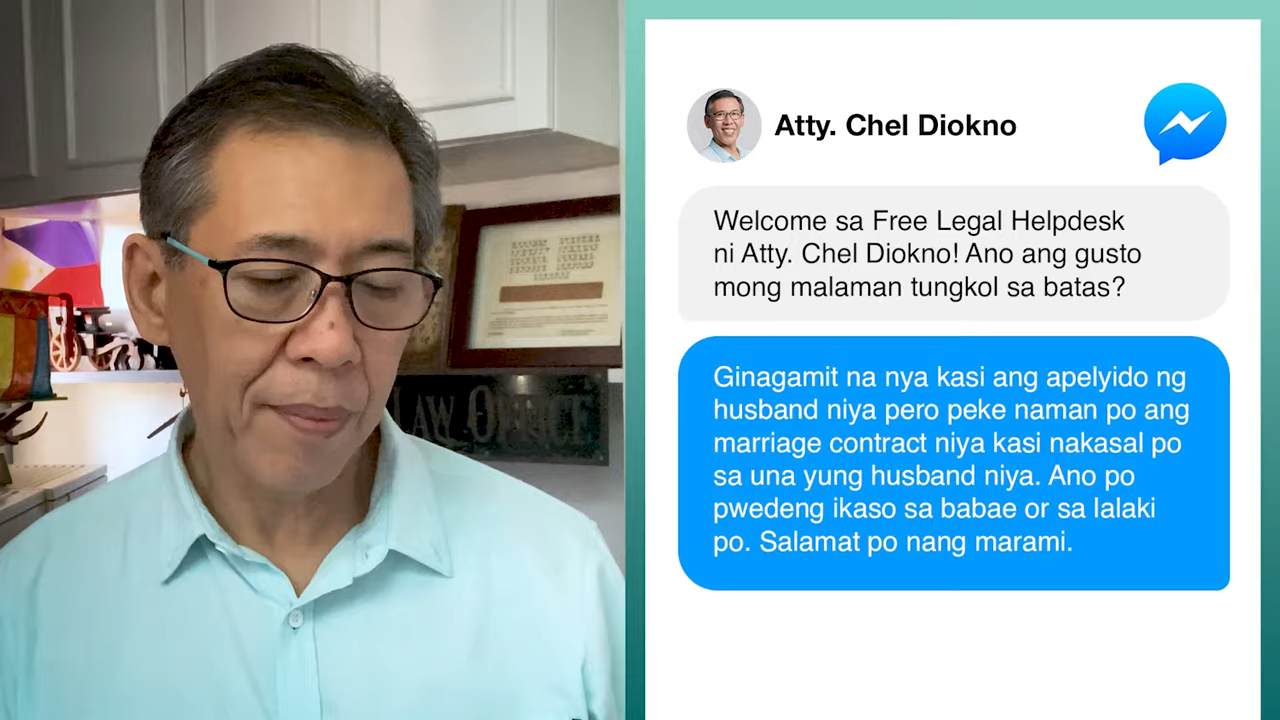 Atty. Chel Diokno
Welcome sa Free Legal Helpdesk
ni Atty. Chel Diokno! Ano ang gusto
mong malaman tungkol sa batas?
Ginagamit na nya kasi ang apelyido ng
husband niya pero peke naman po ang
marriage contract niya kasi nakasal po
sa una yung husband niya. Ano po
pwedeng ikaso sa babae or sa lalaki
po. Salamat po nang marami.
LAW OFFICE